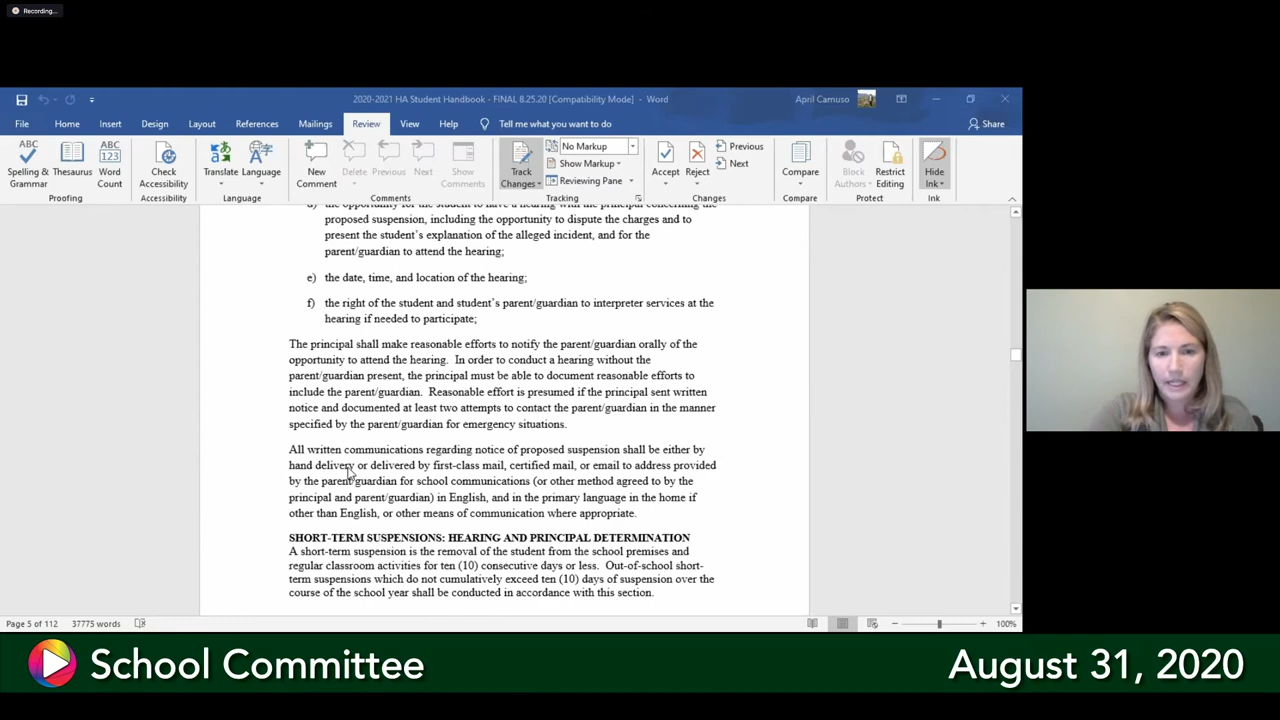 Recording...
2020-2021 HA Student Handbook - FINAL 8.25.20 [Compatibility Mode] - Word
April Camuso
File Home Insert Design Layout References Mailings Review View Help Tell me what you want to do Share
ABC Spelling & Grammar
Thesaurus
ABC 123 Word Count
Check Accessibility
Translate
Language
New Comment
Delete
Previous
Next
Show Comments
Track Changes
No Markup
Show Markup
Reviewing Pane
Accept
Reject
Previous
Next
Compare
Block Authors
Restrict Editing
Hide Ink
Proofing Accessibility Language Comments Tracking Changes Compare Protect Ink
d) the opportunity for the student to have a hearing with the principal concerning the
proposed suspension, including the opportunity to dispute the charges and to
present the student's explanation of the alleged incident, and for the
parent/guardian to attend the hearing;
e) the date, time, and location of the hearing;
f) the right of the student and student's parent/guardian to interpreter services at the
hearing if needed to participate;
The principal shall make reasonable efforts to notify the parent/guardian orally of the
opportunity to attend the hearing. In order to conduct a hearing without the
parent/guardian present, the principal must be able to document reasonable efforts to
include the parent/guardian. Reasonable effort is presumed if the principal sent written
notice and documented at least two attempts to contact the parent/guardian in the manner
specified by the parent/guardian for emergency situations.
All written communications regarding notice of proposed suspension shall be either by
hand delivery or delivered by first-class mail, certified mail, or email to address provided
by the parent/guardian for school communications (or other method agreed to by the
principal and parent/guardian) in English, and in the primary language in the home if
other than English, or other means of communication where appropriate.
SHORT-TERM SUSPENSIONS: HEARING AND PRINCIPAL DETERMINATION
A short-term suspension is the removal of the student from the school premises and
regular classroom activities for ten (10) consecutive days or less. Out-of-school short-
term suspensions which do not cumulatively exceed ten (10) days of suspension over the
course of the school year shall be conducted in accordance with this section.
Page 5 of 112 37775 words 100%
School Committee August 31, 2020